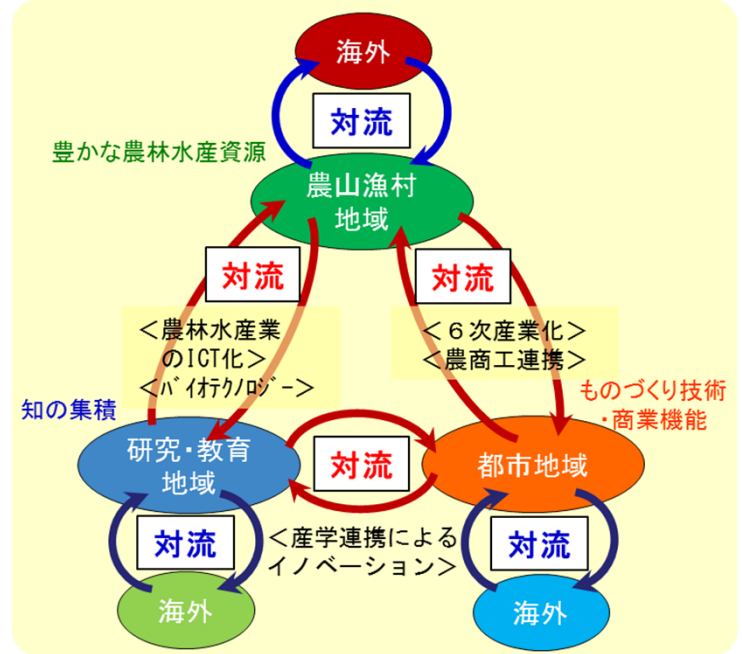 海外
対流
豊かな農林水産資源
農山漁村
地域
対流
対流
＜農林水産業
のICT化＞
＜ﾊﾞｲｵﾃｸﾉﾛｼﾞｰ＞
＜６次産業化＞
＜農商工連携＞
知の集積
ものづくり技術
・商業機能
研究・教育
地域
対流
都市地域
対流
＜産学連携による
イノベーション＞
対流
海外
海外